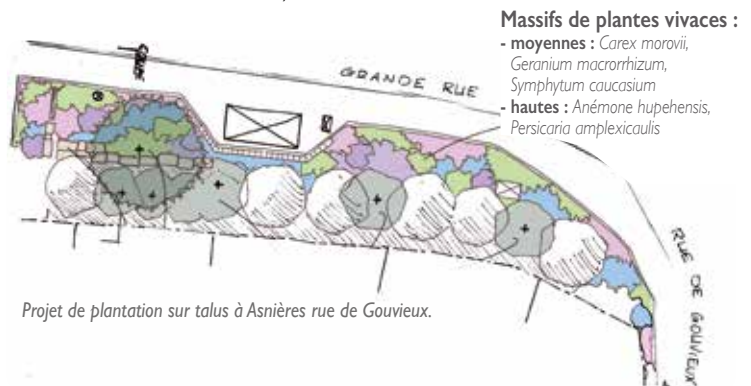 Massifs de plantes vivaces :
- moyennes : Carex morovii,
Geranium macrorrhizum,
Symphytum caucasium
- hautes : Anémone hupehensis,
Persicaria amplexicaulis
GRANDE RUE
RUE DE GOUVIEUX
Projet de plantation sur talus à Asnières rue de Gouvieux.